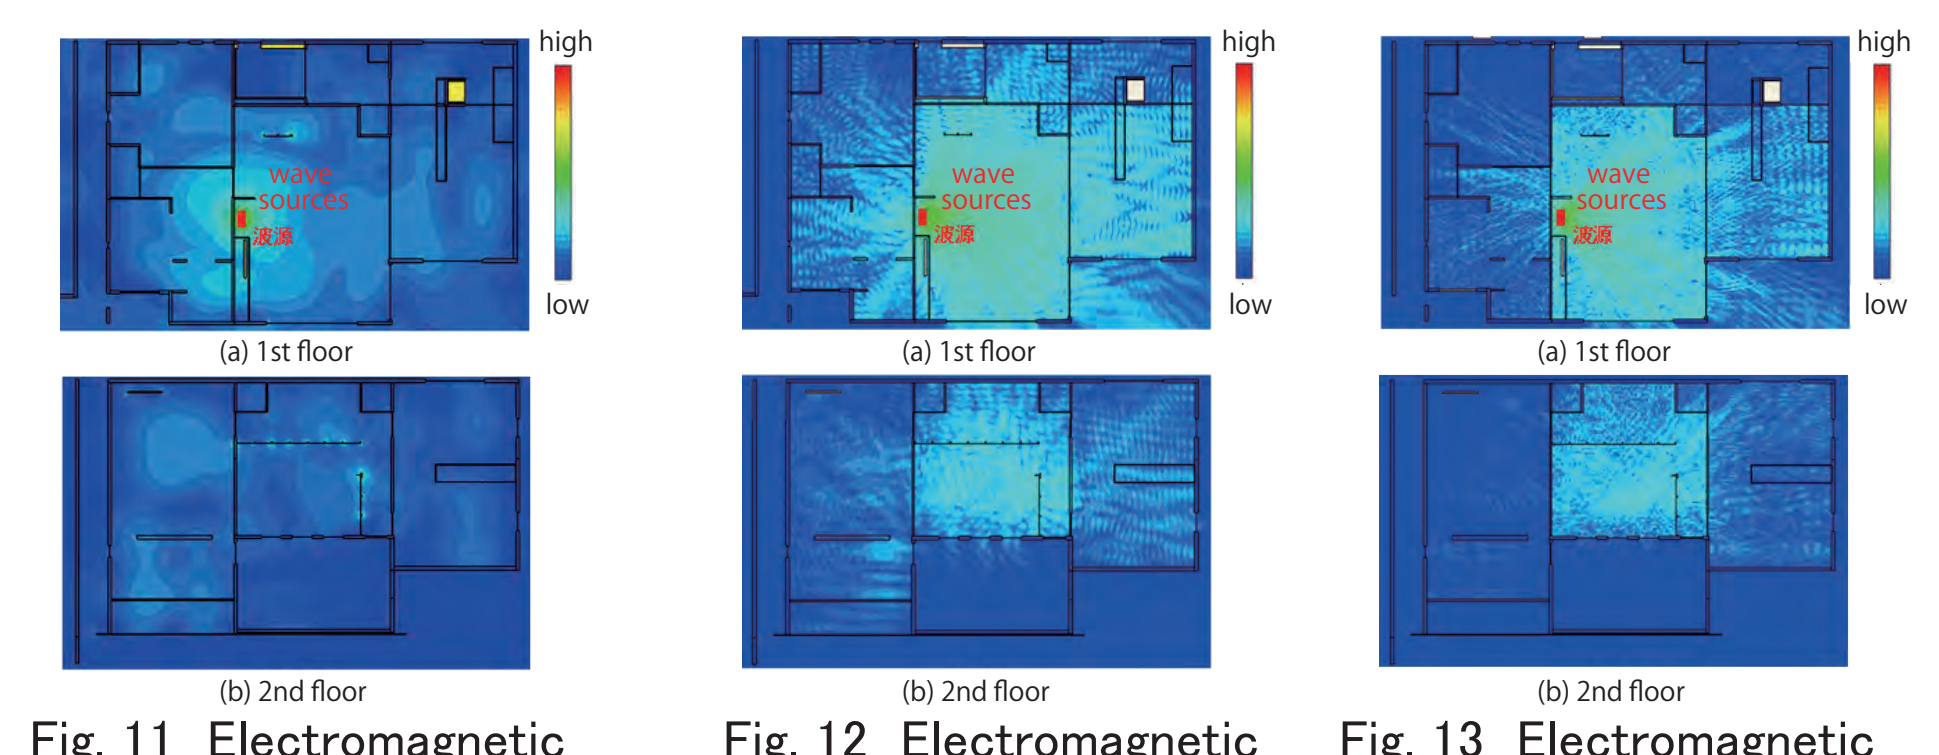 high
wave
sources
波源
low
(a) 1st floor
(b) 2nd floor
Fig. 11 Electromagnetic
high
wave
sources
波源
low
(a) 1st floor
(b) 2nd floor
Fig. 12 Electromagnetic
high
wave
sources
波源
low
(a) 1st floor
(b) 2nd floor
Fig. 13 Electromagnetic